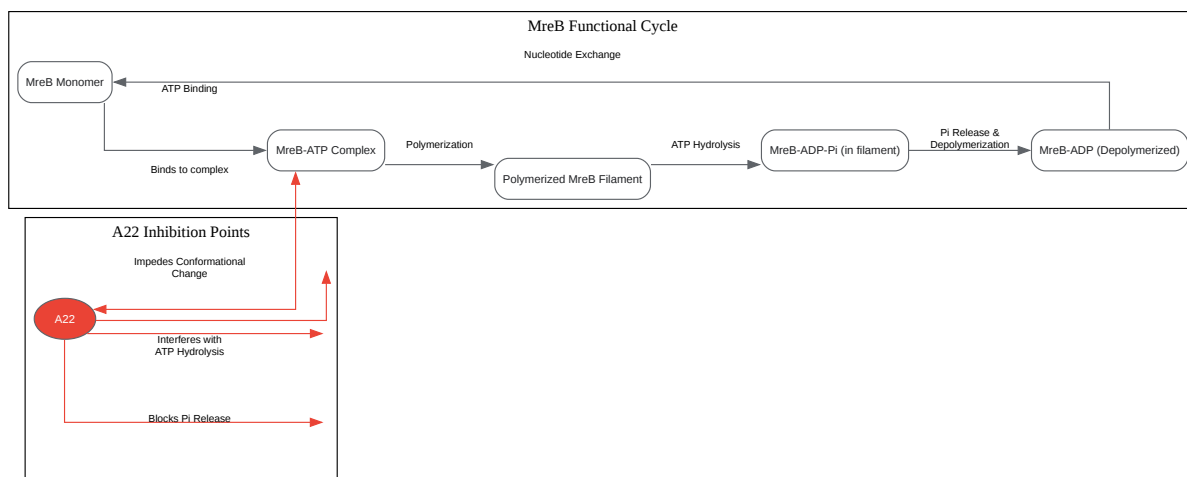 MreB Functional Cycle
Nucleotide Exchange
MreB Monomer
ATP Binding
Binds to complex
MreB-ATP Complex
Polymerization
Polymerized MreB Filament
ATP Hydrolysis
MreB-ADP-Pi (in filament)
Pi Release &
Depolymerization
MreB-ADP (Depolymerized)
A22 Inhibition Points
Impedes Conformational
Change
A22
Interferes with
ATP Hydrolysis
Blocks Pi Release